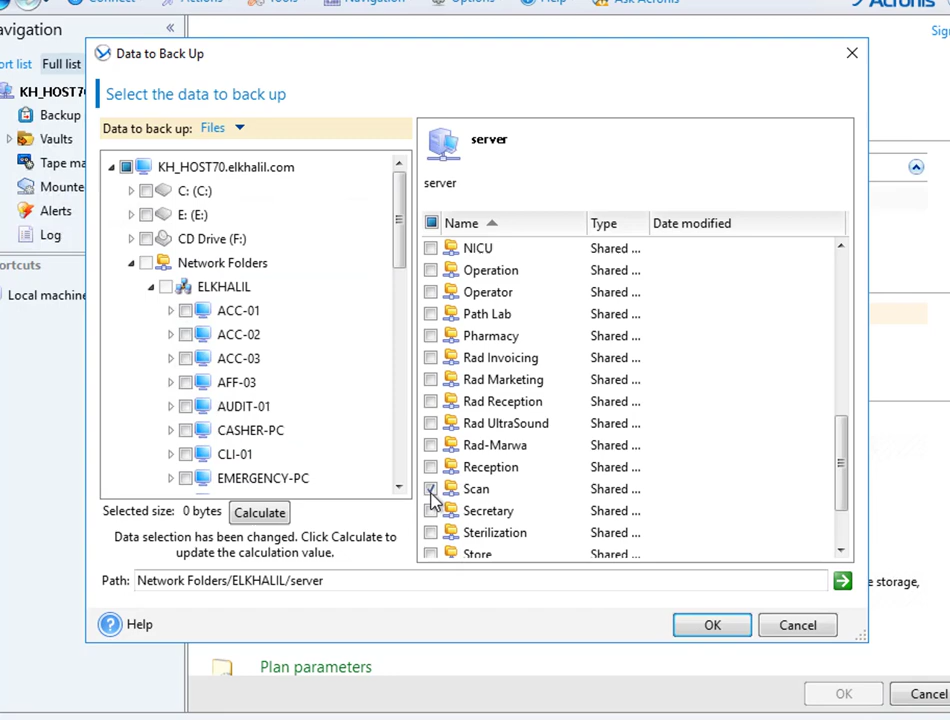 Connect Actions Tools Navigation Options Help Ask Acronis Acronis
avigation
ort list Full list
KH_HOST7
Backup
Vaults
Tape ma
Mounte
Alerts
Log
ortcuts
Local machine
Data to Back Up
Select the data to back up
Data to back up: Files
KH_HOST70.elkhalil.com
C: (C:)
E: (E:)
CD Drive (F:)
Network Folders
ELKHALIL
ACC-01
ACC-02
ACC-03
AFF-03
AUDIT-01
CASHER-PC
CLI-01
EMERGENCY-PC
Selected size: 0 bytes Calculate
Data selection has been changed. Click Calculate to
update the calculation value.
server
server
Name Type Date modified
NICU Shared ...
Operation Shared ...
Operator Shared ...
Path Lab Shared ...
Pharmacy Shared ...
Rad Invoicing Shared ...
Rad Marketing Shared ...
Rad Reception Shared ...
Rad UltraSound Shared ...
Rad-Marwa Shared ...
Reception Shared ...
Scan Shared ...
Secretary Shared ...
Sterilization Shared ...
Store Shared ...
Path: Network Folders/ELKHALIL/server
Help OK Cancel
Sig
e storage,
Plan parameters
OK Cancel